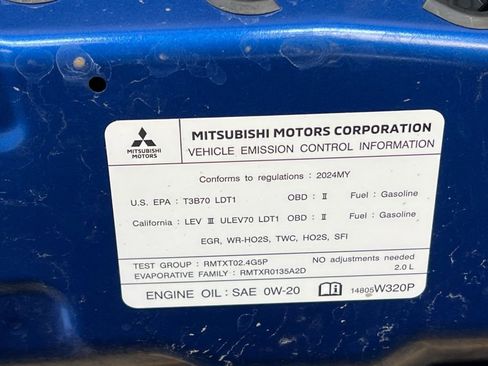 MITSUBISHI MOTORS CORPORATION
VEHICLE EMISSION CONTROL INFORMATION
MITSUBISHI
MOTORS
Conforms to regulations : 2024MY
U.S. EPA : T3B70 LDT1 OBD : Ⅱ Fuel : Gasoline
California : LEV Ⅲ ULEV70 LDT1 OBD : Ⅱ Fuel : Gasoline
EGR, WR-HO2S, TWC, HO2S, SFI
TEST GROUP : RMTXT02.4G5P NO adjustments needed
EVAPORATIVE FAMILY : RMTXR0135A2D 2.0 L
ENGINE OIL : SAE 0W-20 14805W320P